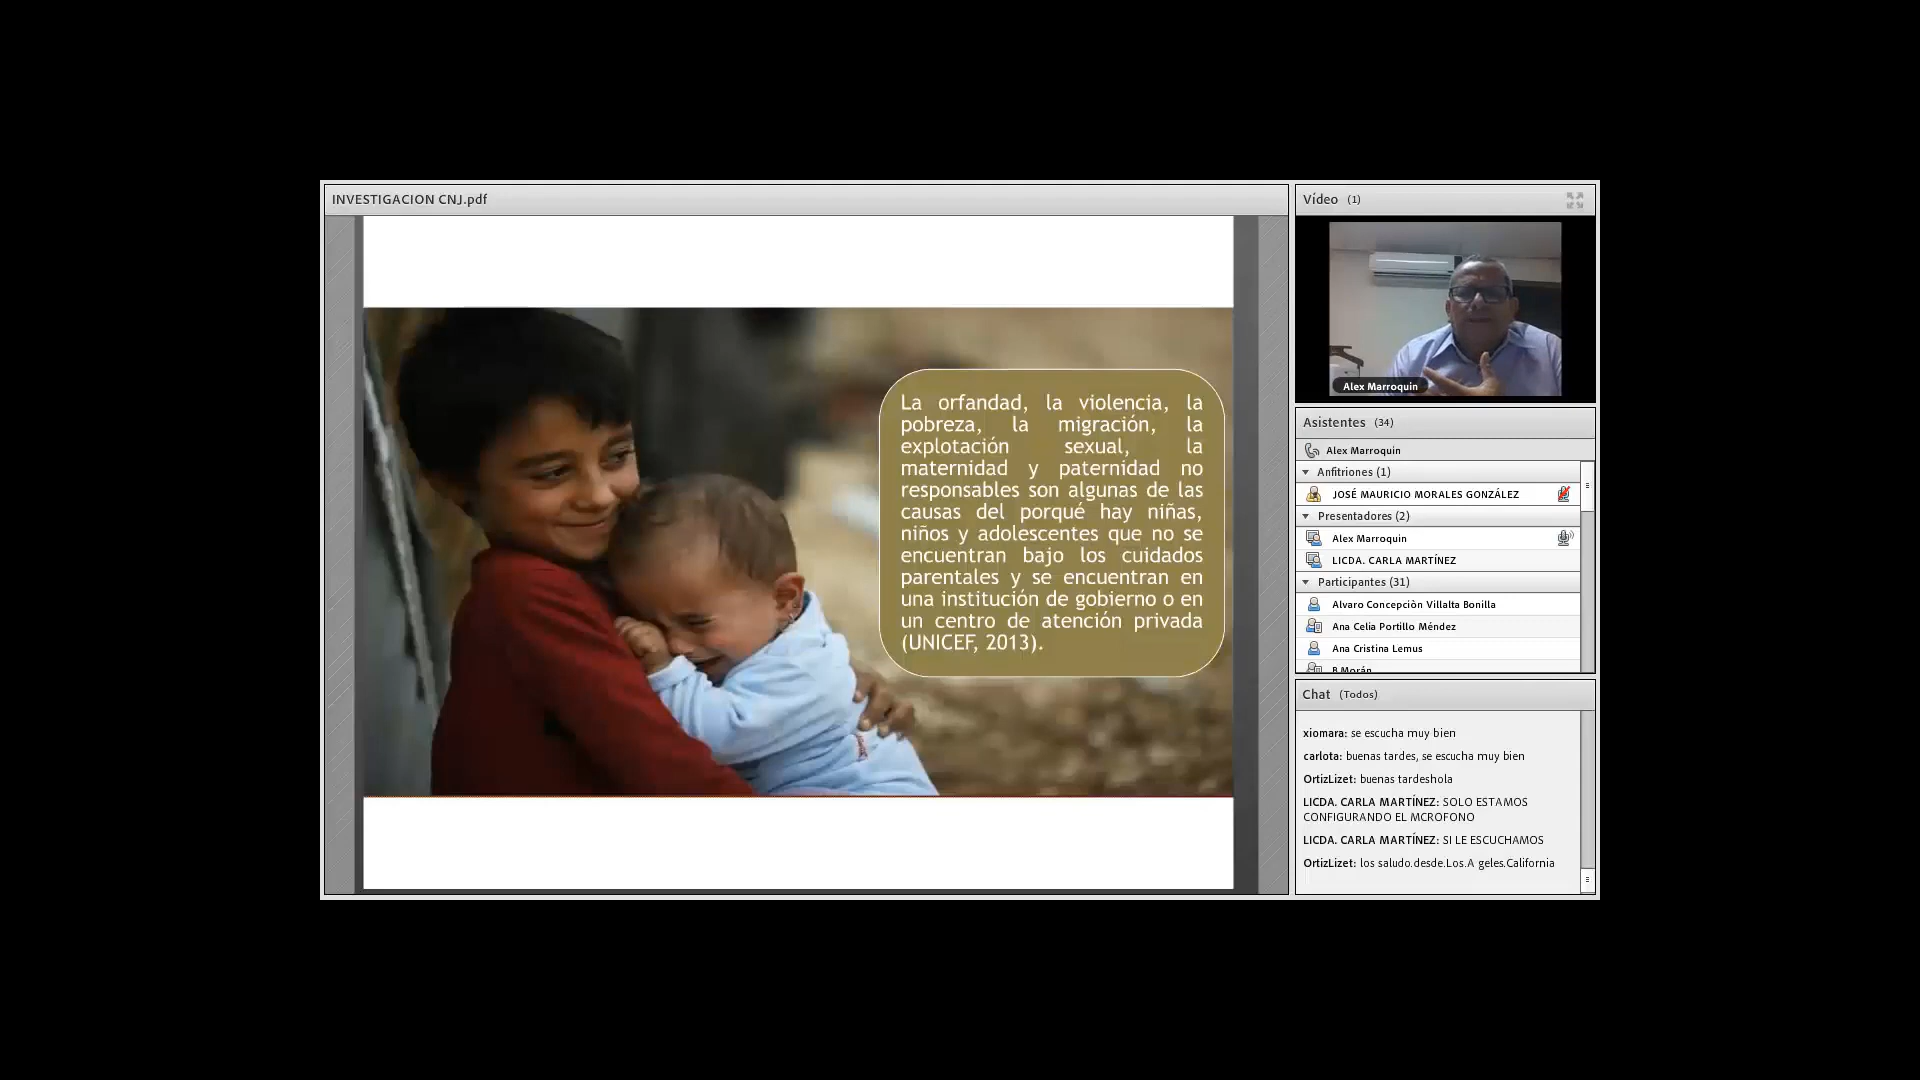 INVESTIGACION CNJ.pdf
La orfandad, la violencia, la
pobreza, la migración, la
explotación sexual, la
maternidad y paternidad no
responsables son algunas de las
causas del porqué hay niñas,
niños y adolescentes que no se
encuentran bajo los cuidados
parentales y se encuentran en
una institución de gobierno o en
un centro de atención privada
(UNICEF, 2013).
Vídeo (1)
Alex Marroquin
Asistentes (34)
Alex Marroquin
Anfitriones (1)
JOSÉ MAURICIO MORALES GONZÁLEZ
Presentadores (2)
Alex Marroquin
LICDA. CARLA MARTÍNEZ
Participantes (31)
Alvaro Concepciòn Villalta Bonilla
Ana Celia Portillo Méndez
Ana Cristina Lemus
B Morán
Chat (Todos)
xiomara: se escucha muy bien
carlota: buenas tardes, se escucha muy bien
OrtizLizet: buenas tardeshola
LICDA. CARLA MARTÍNEZ: SOLO ESTAMOS
CONFIGURANDO EL MCROFONO
LICDA. CARLA MARTÍNEZ: SI LE ESCUCHAMOS
OrtizLizet: los saludo.desde.Los.A geles.California